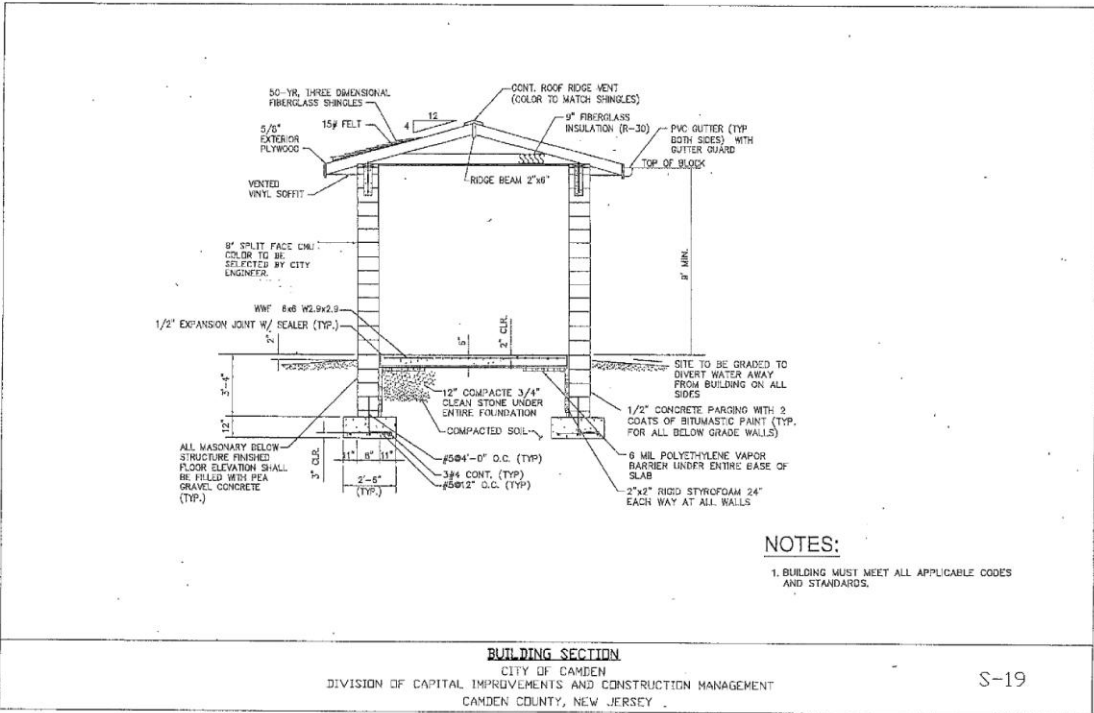 50-YR, THREE DIMENSIONAL
FIBERGLASS SHINGLES
15# FELT
5/8"
EXTERIOR
PLYWOOD
VENTED
VINYL SOFFIT
12
4
CONT. ROOF RIDGE VENT
(COLOR TO MATCH SHINGLES)
9" FIBERGLASS
INSULATION (R-30)
PVC GUTTER (TYP
BOTH SIDES) WITH
GUTTER GUARD
TOP OF BLOCK
RIDGE BEAM 2"x6"
8" SPLIT FACE CMU
COLOR TO BE
SELECTED BY CITY
ENGINEER.
MIN.
WWF 6x6 W2.9x2.9
1/2" EXPANSION JOINT W/ SEALER (TYP.)
2"
6"
2" CLR.
3'-4"
12"
SITE TO BE GRADED TO
DIVERT WATER AWAY
FROM BUILDING ON ALL
SIDES
12" COMPACTE 3/4"
CLEAN STONE UNDER
ENTIRE FOUNDATION
COMPACTED SOIL
1/2" CONCRETE PARGING WITH 2
COATS OF BITUMASTIC PAINT (TYP.
FOR ALL BELOW GRADE WALLS)
ALL MASONARY BELOW
STRUCTURE FINISHED
FLOOR ELEVATION SHALL
BE FILLED WITH PEA
GRAVEL CONCRETE
(TYP.)
3" CLR.
11" 8" 11"
2'-6"
(TYP.)
#5@4'-0" O.C. (TYP)
3#4 CONT. (TYP)
#5@12" O.C. (TYP)
6 MIL POLYETHYLENE VAPOR
BARRIER UNDER ENTIRE BASE OF
SLAB
2"x2" RIGID STYROFOAM 24"
EACH WAY AT ALL WALLS
NOTES:
1. BUILDING MUST MEET ALL APPLICABLE CODES
AND STANDARDS.
BUILDING SECTION
CITY OF CAMDEN
DIVISION OF CAPITAL IMPROVEMENTS AND CONSTRUCTION MANAGEMENT
CAMDEN COUNTY, NEW JERSEY
S-19